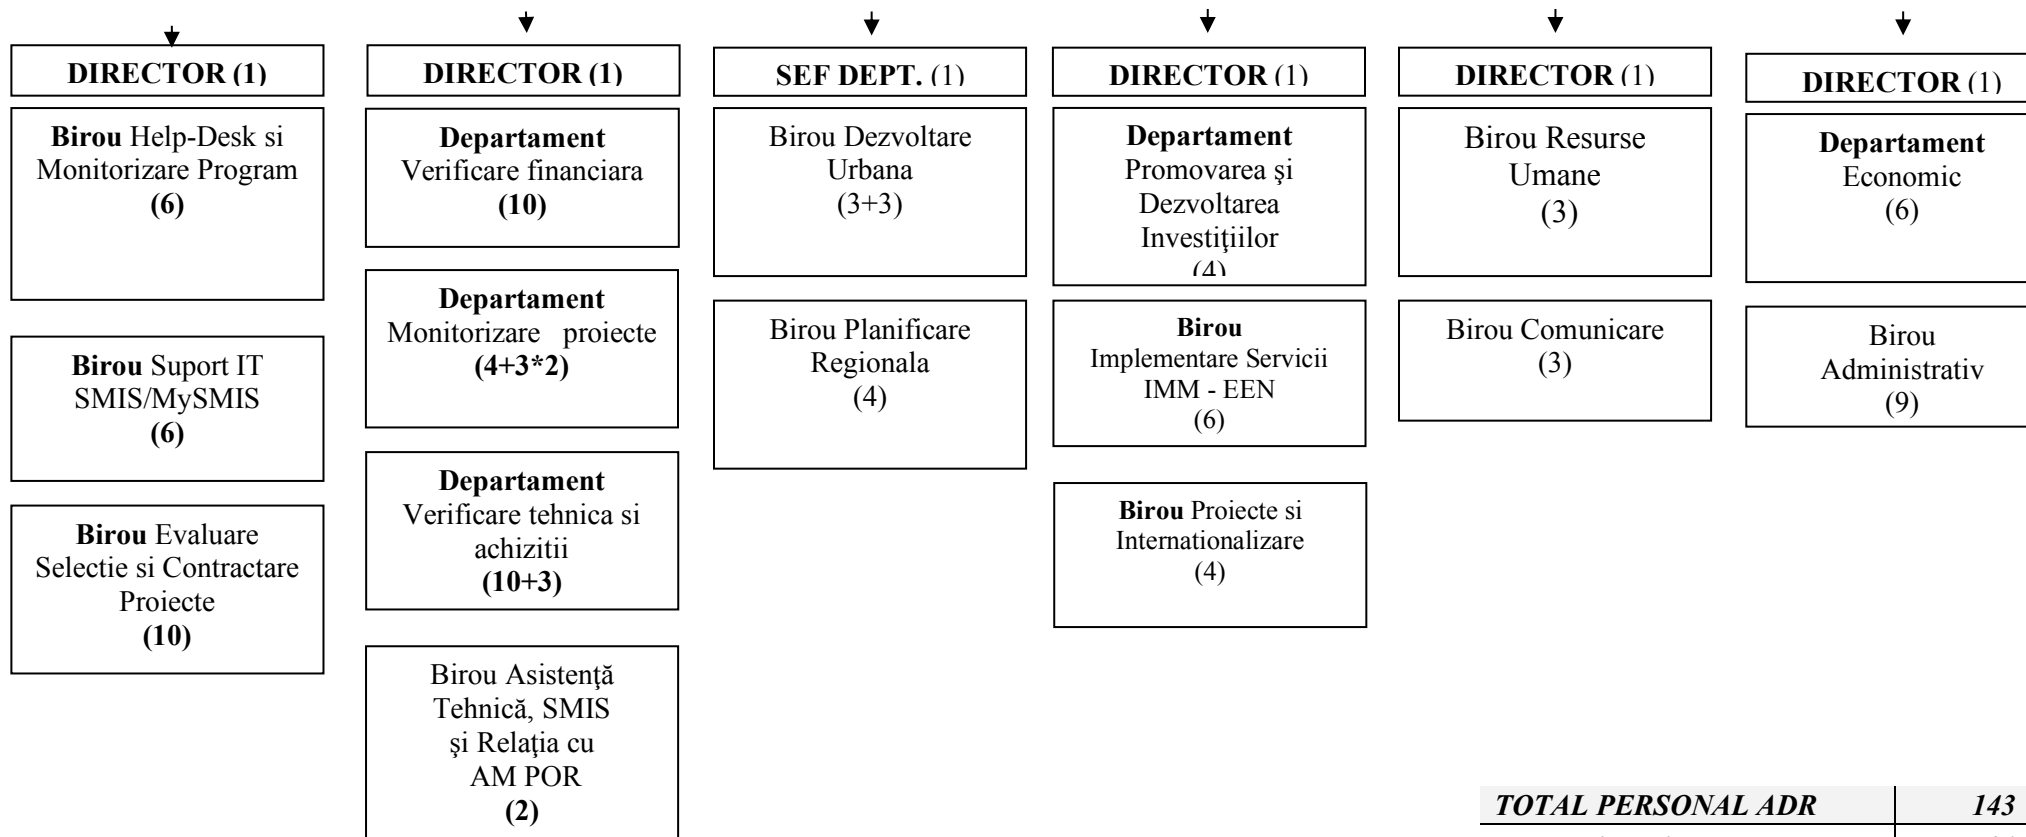 DIRECTOR (1)
Birou Help-Desk si
Monitorizare Program
(6)
Birou Suport IT
SMIS/MySMIS
(6)
Birou Evaluare
Selectie si Contractare
Proiecte
(10)
DIRECTOR (1)
Departament
Verificare financiara
(10)
Departament
Monitorizare proiecte
(4+3*2)
Departament
Verificare tehnica si
achizitii
(10+3)
Birou Asistenţă
Tehnică, SMIS
şi Relaţia cu
AM POR
(2)
SEF DEPT. (1)
Birou Dezvoltare
Urbana
(3+3)
Birou Planificare
Regionala
(4)
DIRECTOR (1)
Departament
Promovarea şi
Dezvoltarea
Investiţiilor
(4)
Birou
Implementare Servicii
IMM - EEN
(6)
Birou Proiecte si
Internationalizare
(4)
DIRECTOR (1)
Birou Resurse
Umane
(3)
Birou Comunicare
(3)
DIRECTOR (1)
Departament
Economic
(6)
Birou
Administrativ
(9)
TOTAL PERSONAL ADR 143